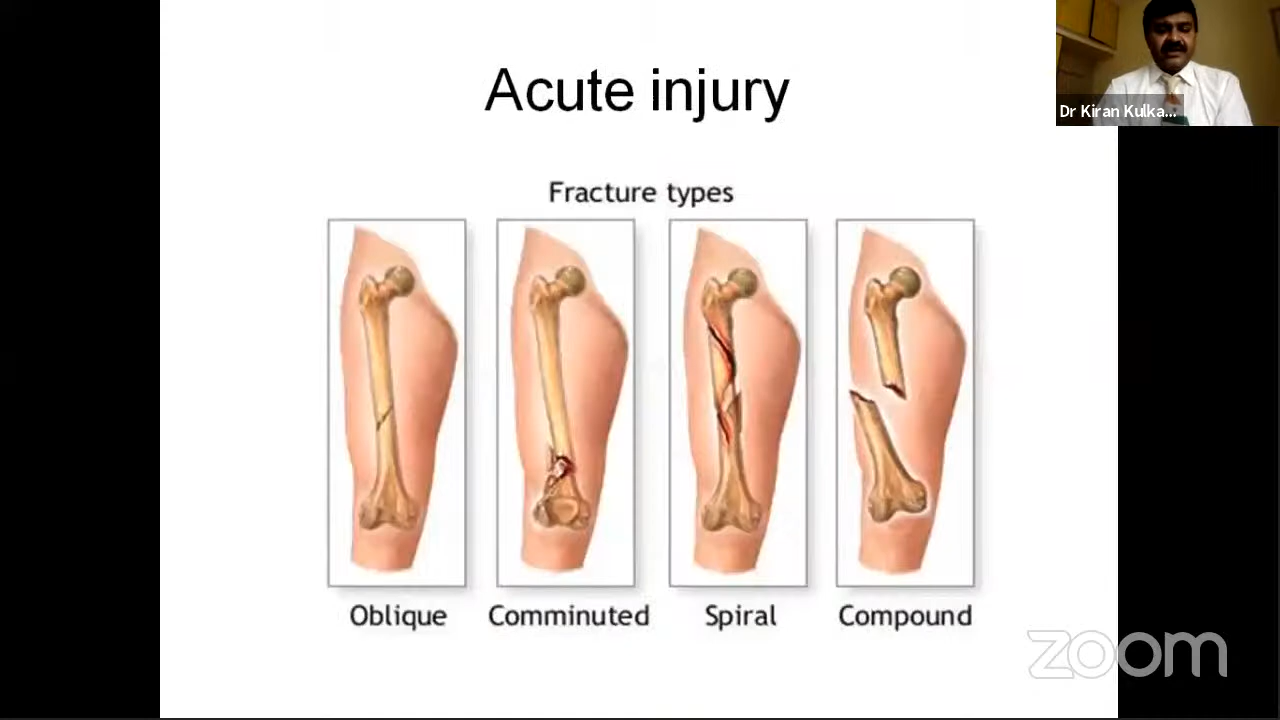 Acute injury
Dr Kiran Kulka...
Fracture types
Oblique Comminuted Spiral Compound
zoom